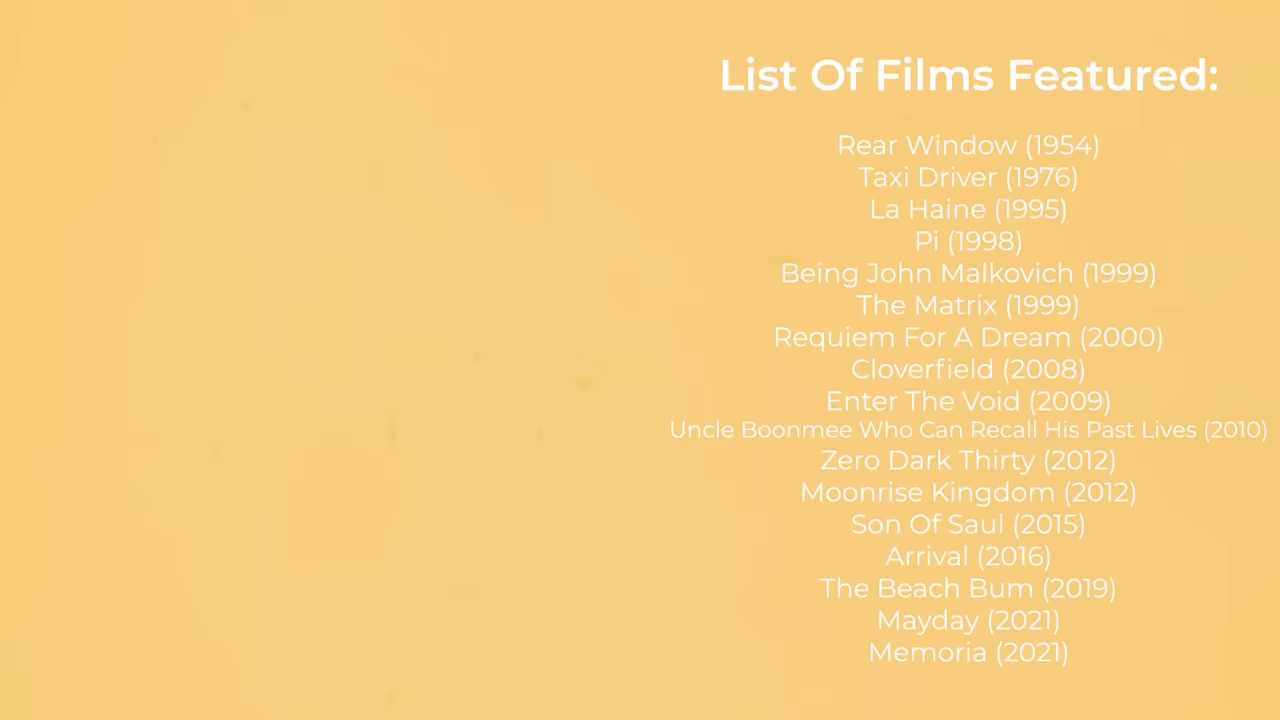 List Of Films Featured:
Rear Window (1954)
Taxi Driver (1976)
La Haine (1995)
Pi (1998)
Being John Malkovich (1999)
The Matrix (1999)
Requiem For A Dream (2000)
Cloverfield (2008)
Enter The Void (2009)
Uncle Boonmee Who Can Recall His Past Lives (2010)
Zero Dark Thirty (2012)
Moonrise Kingdom (2012)
Son Of Saul (2015)
Arrival (2016)
The Beach Bum (2019)
Mayday (2021)
Memoria (2021)